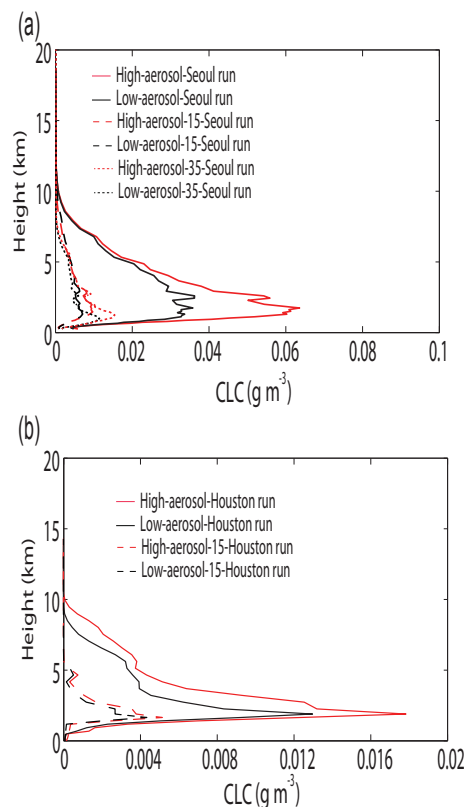 (a)
20
15
10
5
0
Height (km)
High-aerosol-Seoul run
Low-aerosol-Seoul run
High-aerosol-15-Seoul run
Low-aerosol-15-Seoul run
High-aerosol-35-Seoul run
Low-aerosol-35-Seoul run
0 0.02 0.04 0.06 0.08 0.1
CLC (g m-3)
(b)
20
15
10
5
0
Height (km)
High-aerosol-Houston run
Low-aerosol-Houston run
High-aerosol-15-Houston run
Low-aerosol-15-Houston run
0 0.004 0.008 0.012 0.016 0.02
CLC (g m-3)